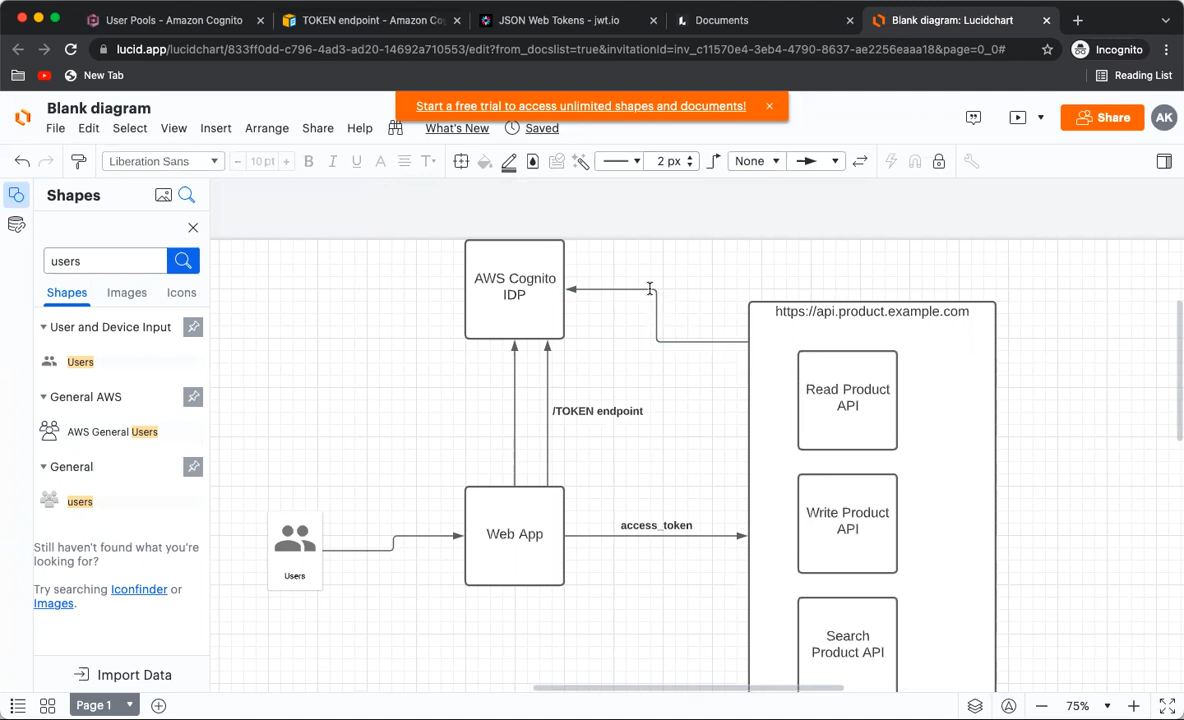 User Pools - Amazon Cognito
TOKEN endpoint - Amazon Co
JSON Web Tokens - jwt.io
Documents
Blank diagram: Lucidchart
lucid.app/lucidchart/833ff0dd-c796-4ad3-ad20-14692a710553/edit?from_docslist=true&invitationId=inv_c11570e4-3eb4-4790-8637-ae2256eaaa18&page=0_0#
Incognito
New Tab
Reading List
Blank diagram
Start a free trial to access unlimited shapes and documents!
File Edit Select View Insert Arrange Share Help
What's New
Saved
Share
AK
Liberation Sans
10 pt
B I U A T
2 px
None
Shapes
users
Shapes Images Icons
User and Device Input
Users
General AWS
AWS General Users
General
users
Still haven't found what you're
looking for?
Try searching Iconfinder or
Images.
Import Data
AWS Cognito
IDP
https://api.product.example.com
Read Product
API
/TOKEN endpoint
Write Product
API
Web App
access_token
Users
Search
Product API
Page 1
75%